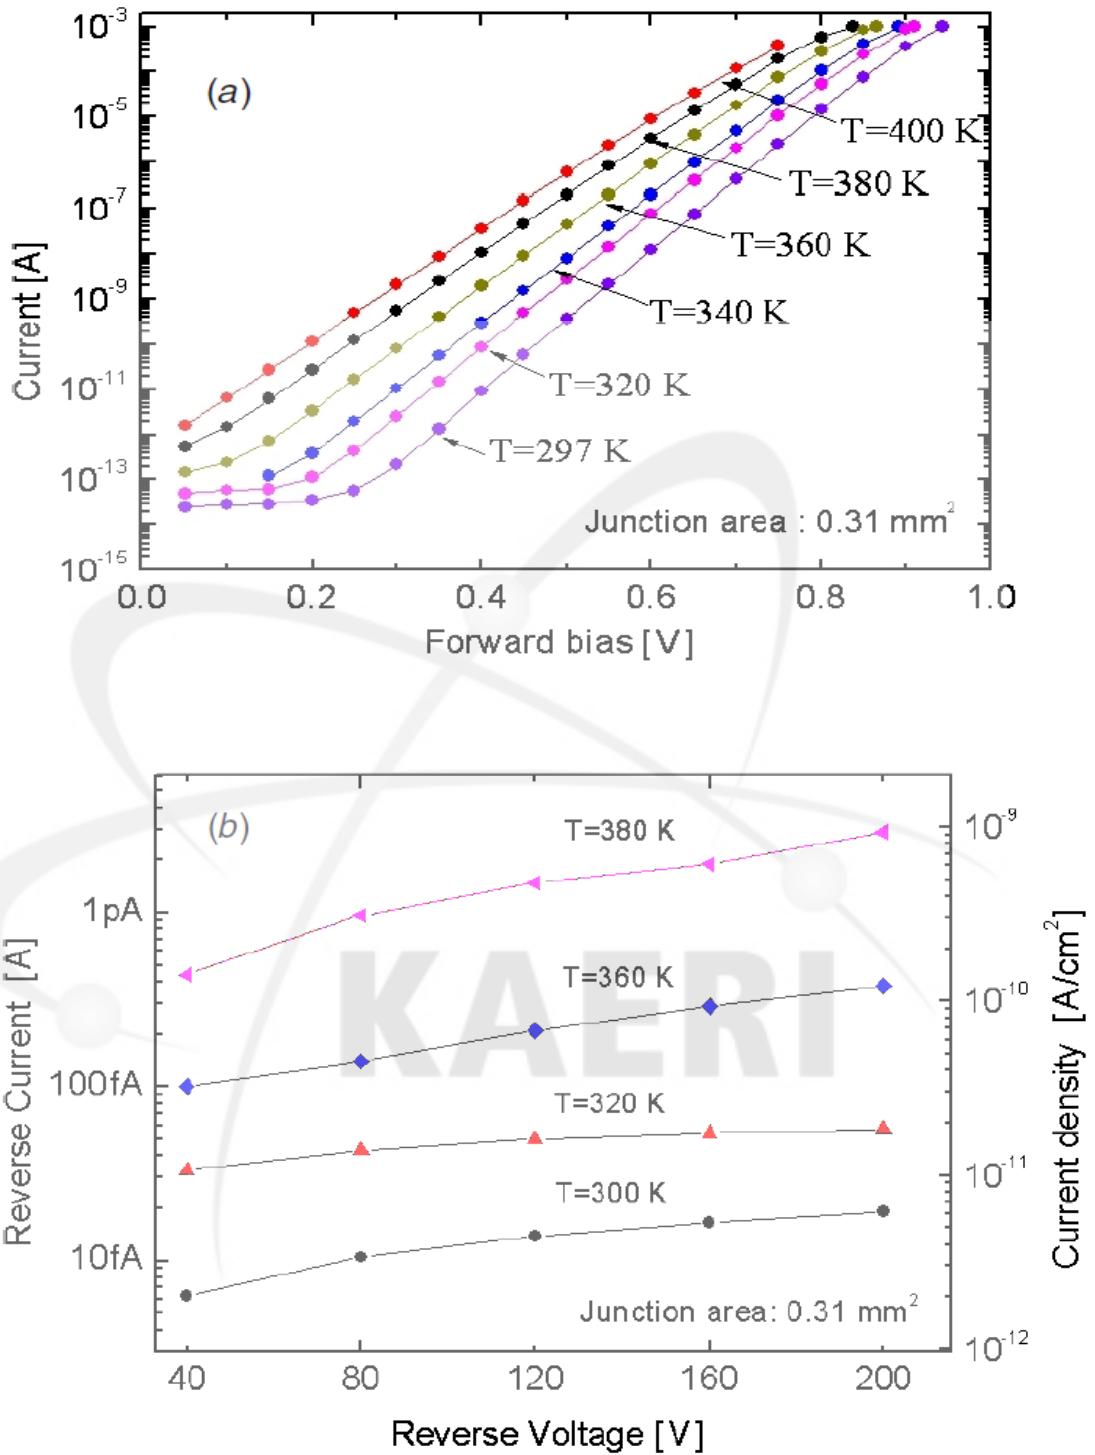 10⁻³
(a)
10⁻⁵
T=400 K
T=380 K
10⁻⁷
T=360 K
Current [A]
10⁻⁹
T=340 K
10⁻¹¹
T=320 K
T=297 K
10⁻¹³
Junction area : 0.31 mm²
10⁻¹⁵
0.0 0.2 0.4 0.6 0.8 1.0
Forward bias [V]
(b)
T=380 K
10⁻⁹
1pA
KAERI
T=360 K
10⁻¹⁰
Reverse Current [A]
Current density [A/cm²]
100fA
T=320 K
10⁻¹¹
T=300 K
10fA
Junction area: 0.31 mm²
10⁻¹²
40 80 120 160 200
Reverse Voltage [V]